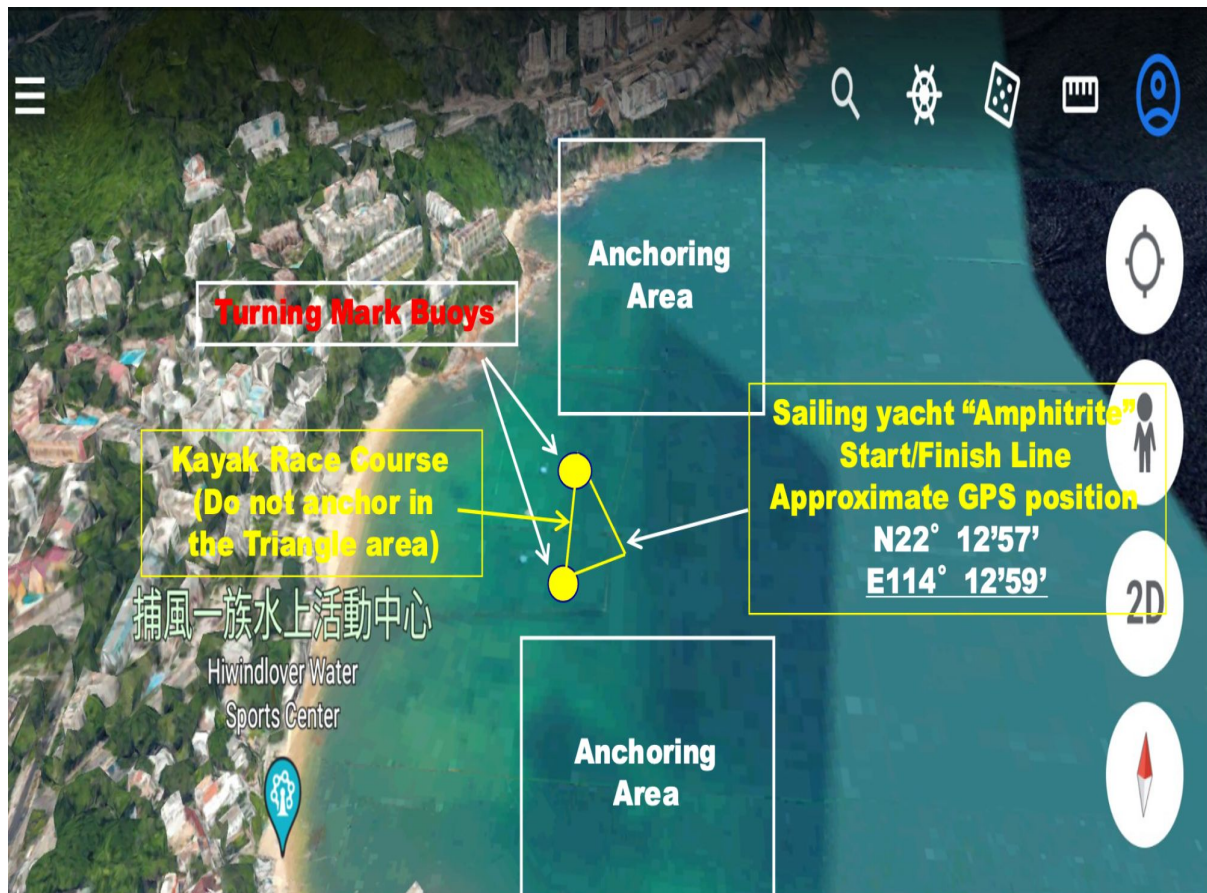 Anchoring
Area
Turning Mark Buoys
Sailing yacht “Amphitrite”
Start/Finish Line
Approximate GPS position
N22° 12’57’
E114° 12’59’
Kayak Race Course
(Do not anchor in
the Triangle area)
2D
捕風一族水上活動中心
Hiwindlover Water
Sports Center
Anchoring
Area